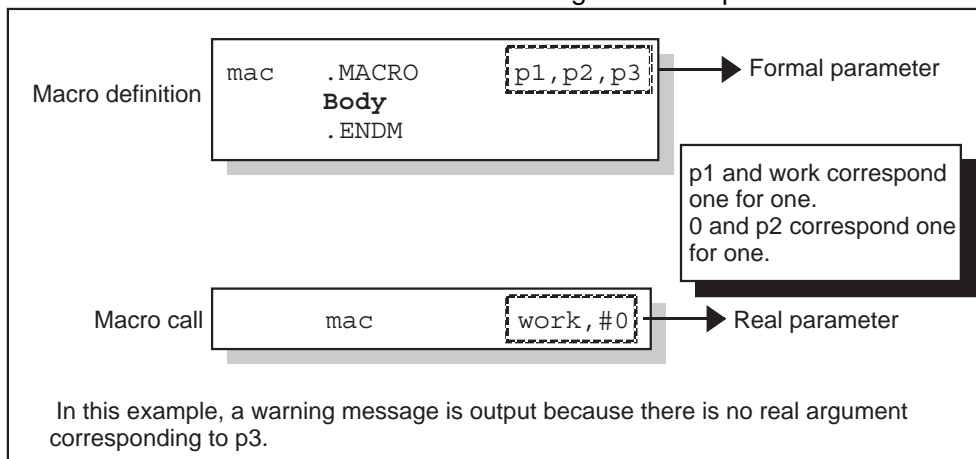 mac .MACRO p1,p2,p3
Formal parameter
Macro definition
Body
.ENDM
p1 and work correspond
one for one.
0 and p2 correspond one
for one.
Macro call
mac work,#0
Real parameter
In this example, a warning message is output because there is no real argument
corresponding to p3.